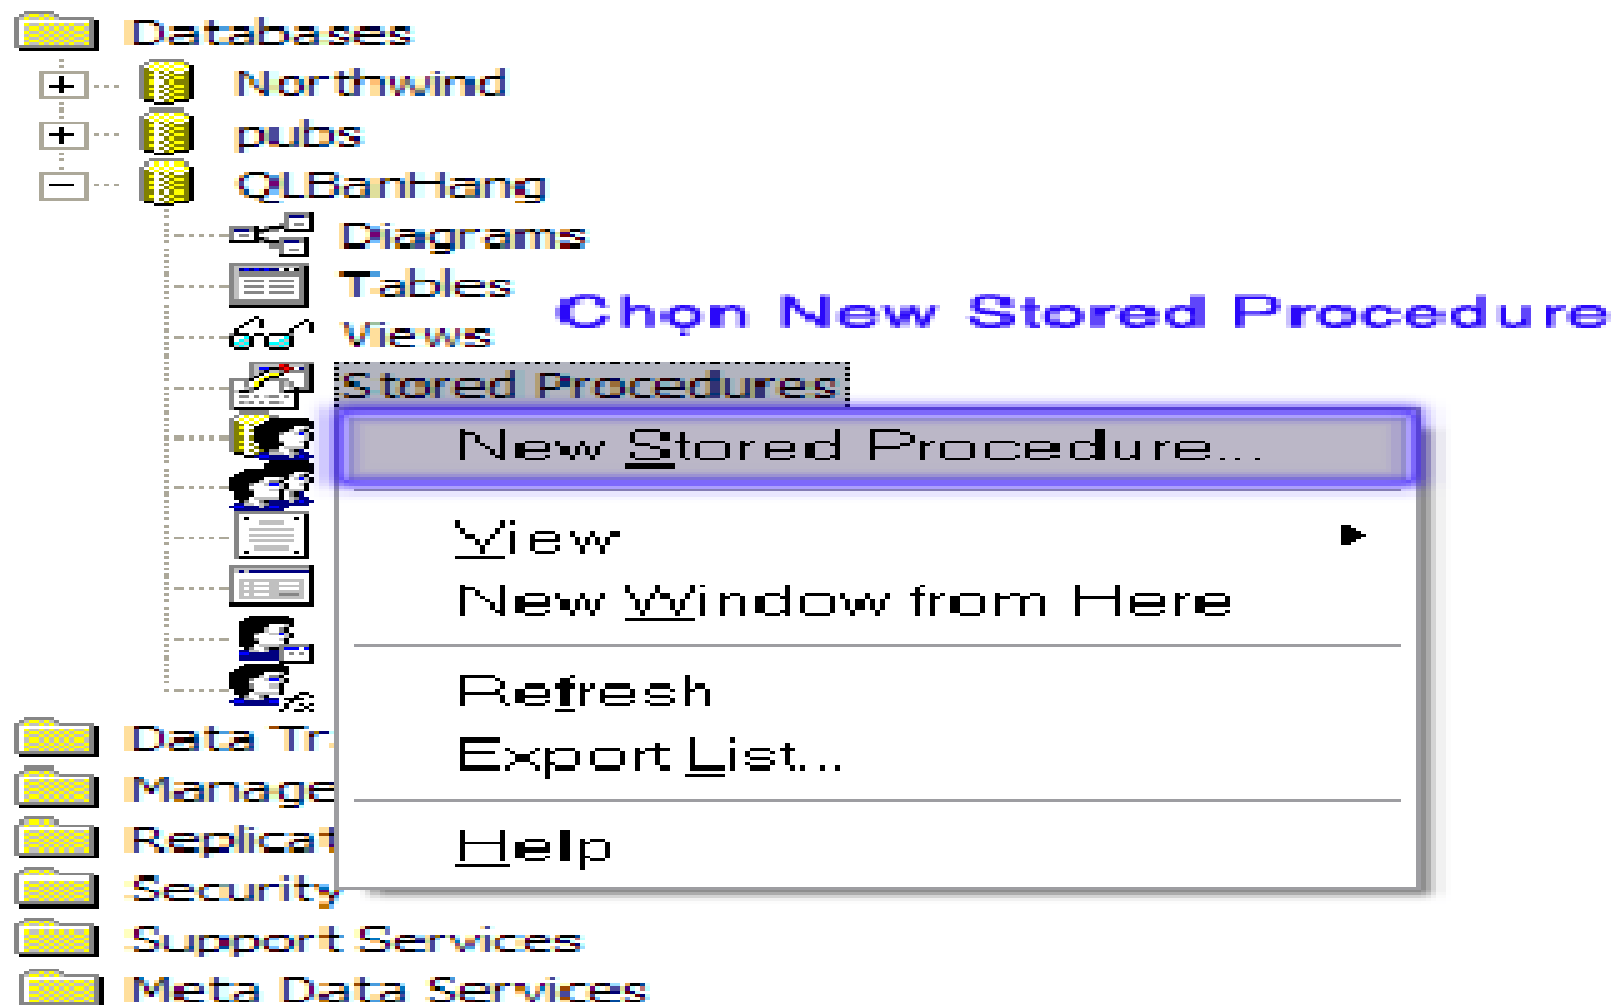 Databases
Northwind
pubs
QLBanHang
Diagrams
Tables
Chọn New Stored Procedure
Views
Stored Procedures
New Stored Procedure...
View
New Window from Here
Refresh
Export List...
Help
Data Tr
Manage
Replicat
Security
Support Services
Meta Data Services